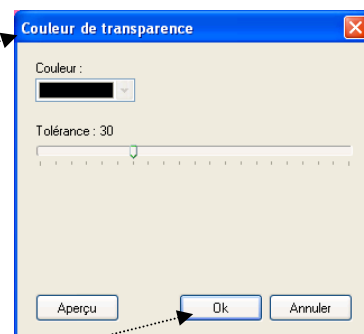 Couleur de transparence
Couleur :
Tolérance : 30
Aperçu Ok Annuler